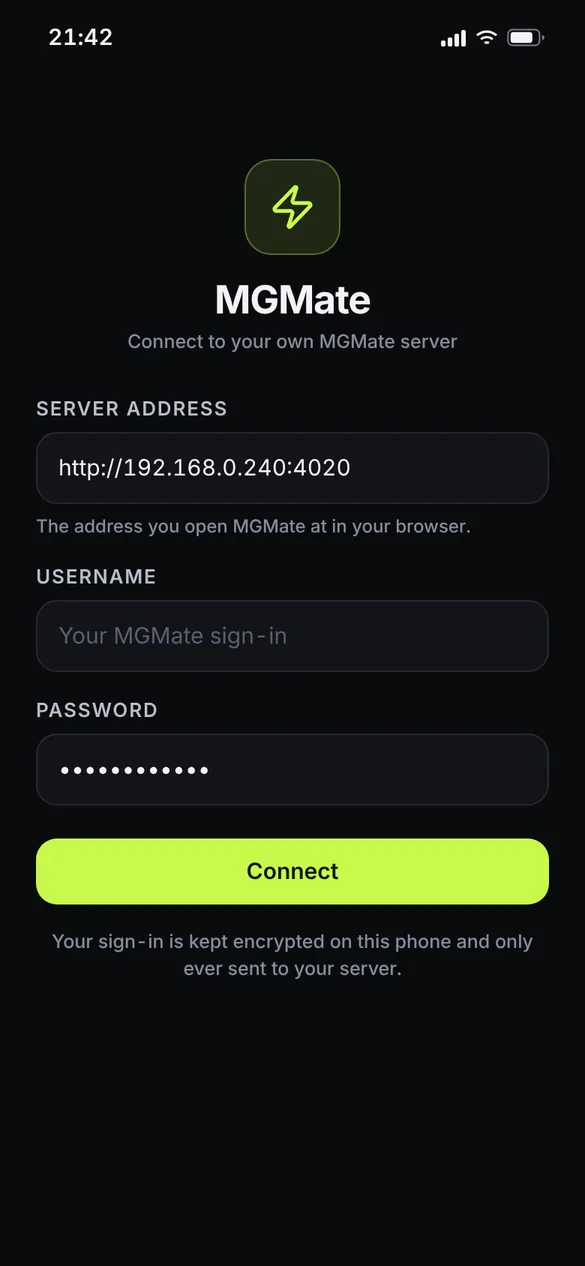 21:42
MGMate
Connect to your own MGMate server
SERVER ADDRESS
http://192.168.0.240:4020
The address you open MGMate at in your browser.
USERNAME
Your MGMate sign-in
PASSWORD
••••••••••••
Connect
Your sign-in is kept encrypted on this phone and only
ever sent to your server.